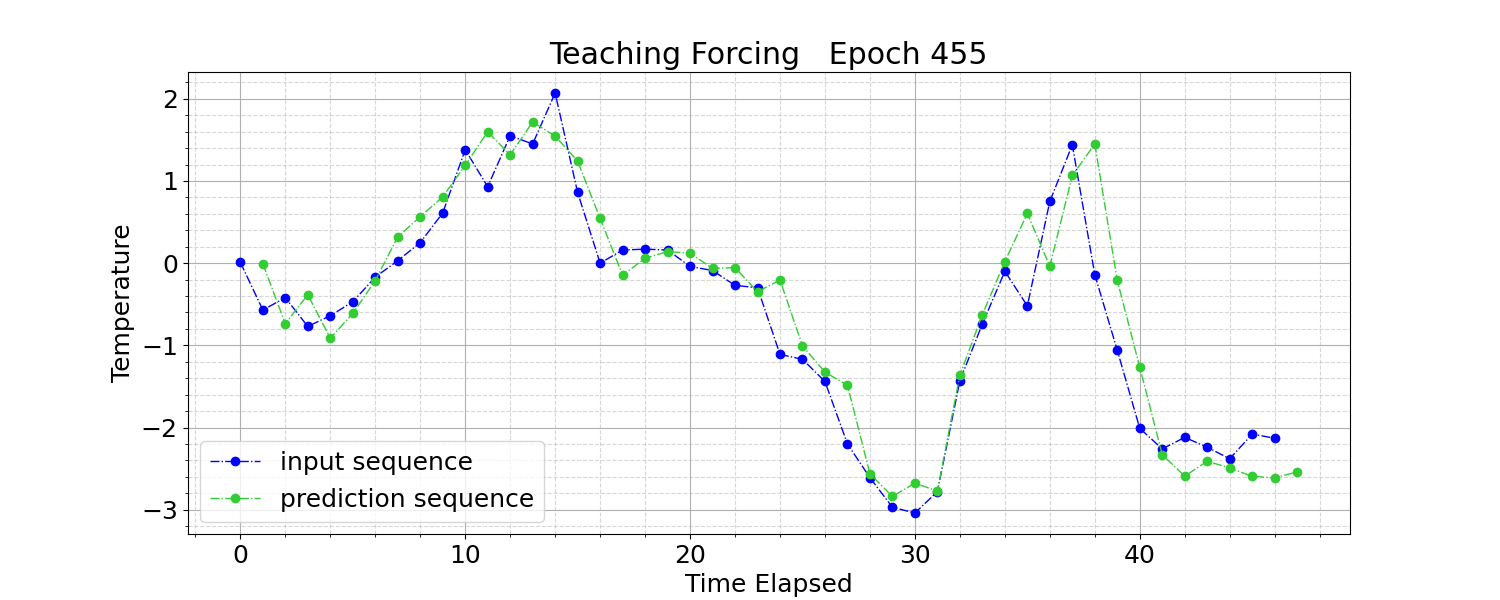 Teaching Forcing   Epoch 455
Temperature
2
1
0
−1
−2
−3
input sequence
prediction sequence
0 10 20 30 40
Time Elapsed